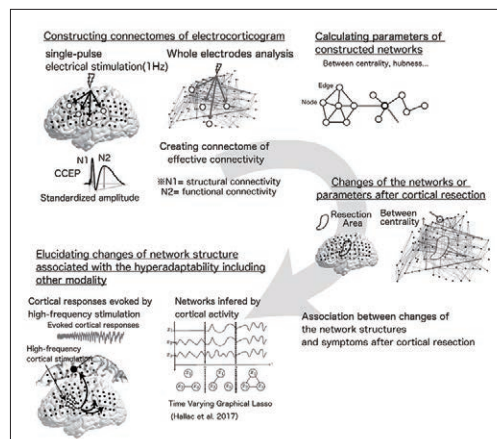 Constructing connectomes of electrocorticogram
single-pulse
electrical stimulation(1Hz)
Whole electrodes analysis
N1
N2
CCEP
Standardized amplitude
Creating connectome of
effective connectivity
※N1= structural connectivity
N2= functional connectivity
Calculating parameters of
constructed networks
Between centrality, hubness...
Edge
Node
Changes of the networks or
parameters after cortical resection
Resection
Area
Between
centrality
Association between changes of
the network structures
and symptoms after cortical resection
Elucidating changes of network structure
associated with the hyperadaptability including
other modality
Cortical responses evoked by
high-frequency stimulation
Evoked cortical responses
High-frequency
cortical stimulation
Networks infered by
cortical activity
Time Varying Graphical Lasso
(Hallac et al. 2017)